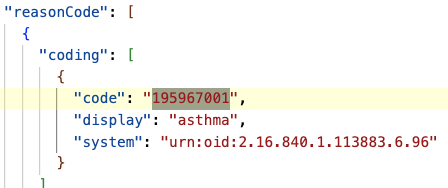 "reasonCode": [
{
"coding": [
{
"code": "195967001",
"display": "asthma",
"system": "urn:oid:2.16.840.1.113883.6.96"
}
]